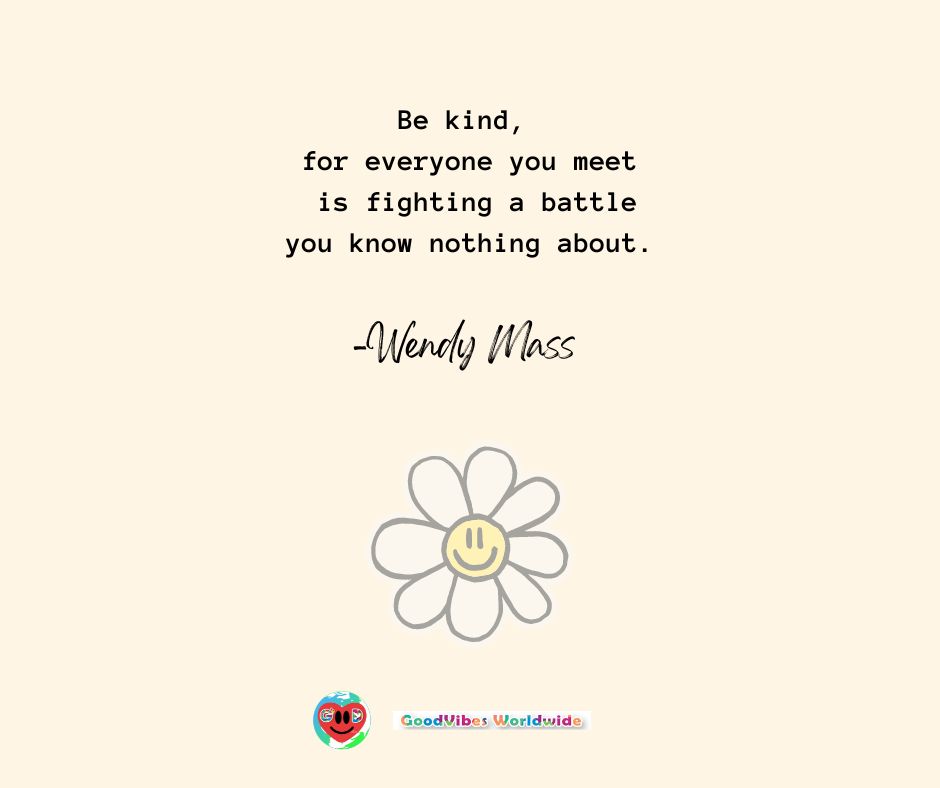 Be kind,
for everyone you meet
is fighting a battle
you know nothing about.
-Wendy Mass
GoodVibes Worldwide